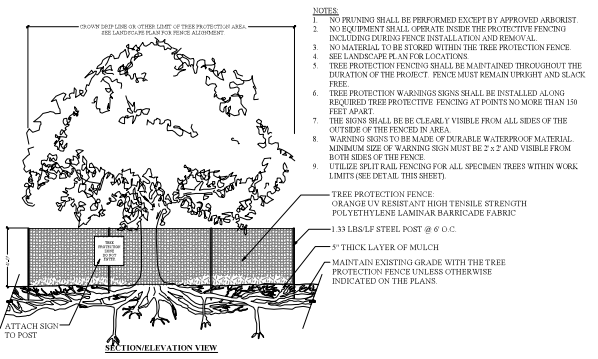 CROWN DRIP LINE OR OTHER LIMIT OF TREE PROTECTION AREA.
SEE LANDSCAPE PLAN FOR FENCE ALIGNMENT.
NOTES:
1. NO PRUNING SHALL BE PERFORMED EXCEPT BY APPROVED ARBORIST.
2. NO EQUIPMENT SHALL OPERATE INSIDE THE PROTECTIVE FENCING
INCLUDING DURING FENCE INSTALLATION AND REMOVAL.
3. NO MATERIAL TO BE STORED WITHIN THE TREE PROTECTION FENCE.
4. SEE LANDSCAPE PLAN FOR LOCATIONS.
5. TREE PROTECTION FENCING SHALL BE MAINTAINED THROUGHOUT THE
DURATION OF THE PROJECT. FENCE MUST REMAIN UPRIGHT AND SLACK
FREE.
6. TREE PROTECTION WARNINGS SIGNS SHALL BE INSTALLED ALONG
REQUIRED TREE PROTECTIVE FENCING AT POINTS NO MORE THAN 150
FEET APART.
7. THE SIGNS SHALL BE BE CLEARLY VISIBLE FROM ALL SIDES OF THE
OUTSIDE OF THE FENCED IN AREA.
8. WARNING SIGNS TO BE MADE OF DURABLE WATERPROOF MATERIAL.
MINIMUM SIZE OF WARNING SIGN MUST BE 2' x 2' AND VISIBLE FROM
BOTH SIDES OF THE FENCE.
9. UTILIZE SPLIT RAIL FENCING FOR ALL SPECIMEN TREES WITHIN WORK
LIMITS (SEE DETAIL THIS SHEET).
TREE PROTECTION FENCE:
ORANGE UV RESISTANT HIGH TENSILE STRENGTH
POLYETHYLENE LAMINAR BARRICADE FABRIC
1.33 LBS/LF STEEL POST @ 6' O.C.
5" THICK LAYER OF MULCH
MAINTAIN EXISTING GRADE WITH THE TREE
PROTECTION FENCE UNLESS OTHERWISE
INDICATED ON THE PLANS.
TREE
PROTECTION
ZONE
DO NOT
ENTER
ATTACH SIGN
TO POST
SECTION/ELEVATION VIEW